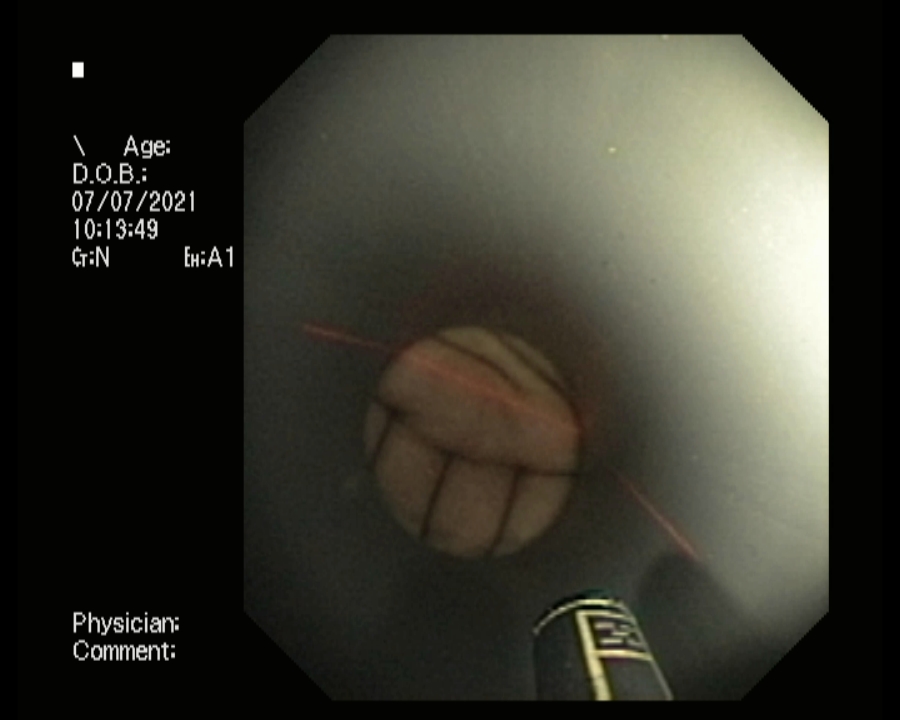 \ Age:
D.O.B.:
07/07/2021
10:13:49
Cr:N Eh:A1
Physician:
Comment: